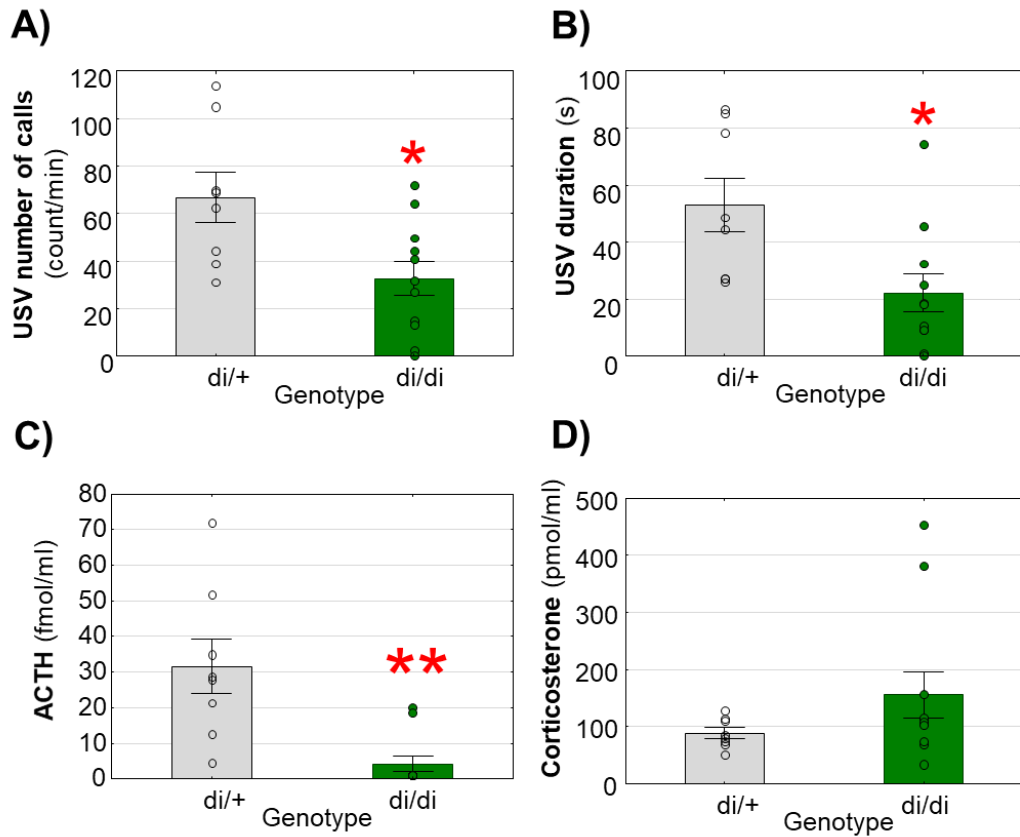 A)
USV number of calls
(count/min)
120
100
80
60
40
20
0
*
di/+
di/di
Genotype
B)
USV duration (s)
100
80
60
40
20
0
*
di/+
di/di
Genotype
C)
ACTH (fmol/ml)
80
70
60
50
40
30
20
10
0
**
di/+
di/di
Genotype
D)
Corticosterone (pmol/ml)
500
400
300
200
100
0
di/+
di/di
Genotype